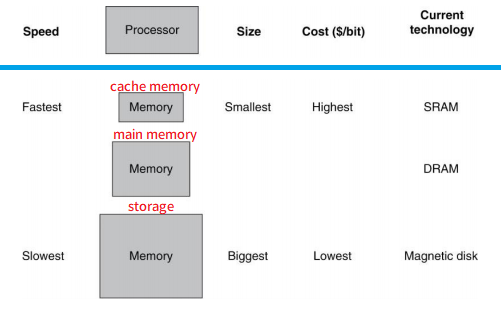 Speed Processor Size Cost ($/bit) Current technology
cache memory
Fastest Memory Smallest Highest SRAM
main memory
Memory DRAM
storage
Slowest Memory Biggest Lowest Magnetic disk